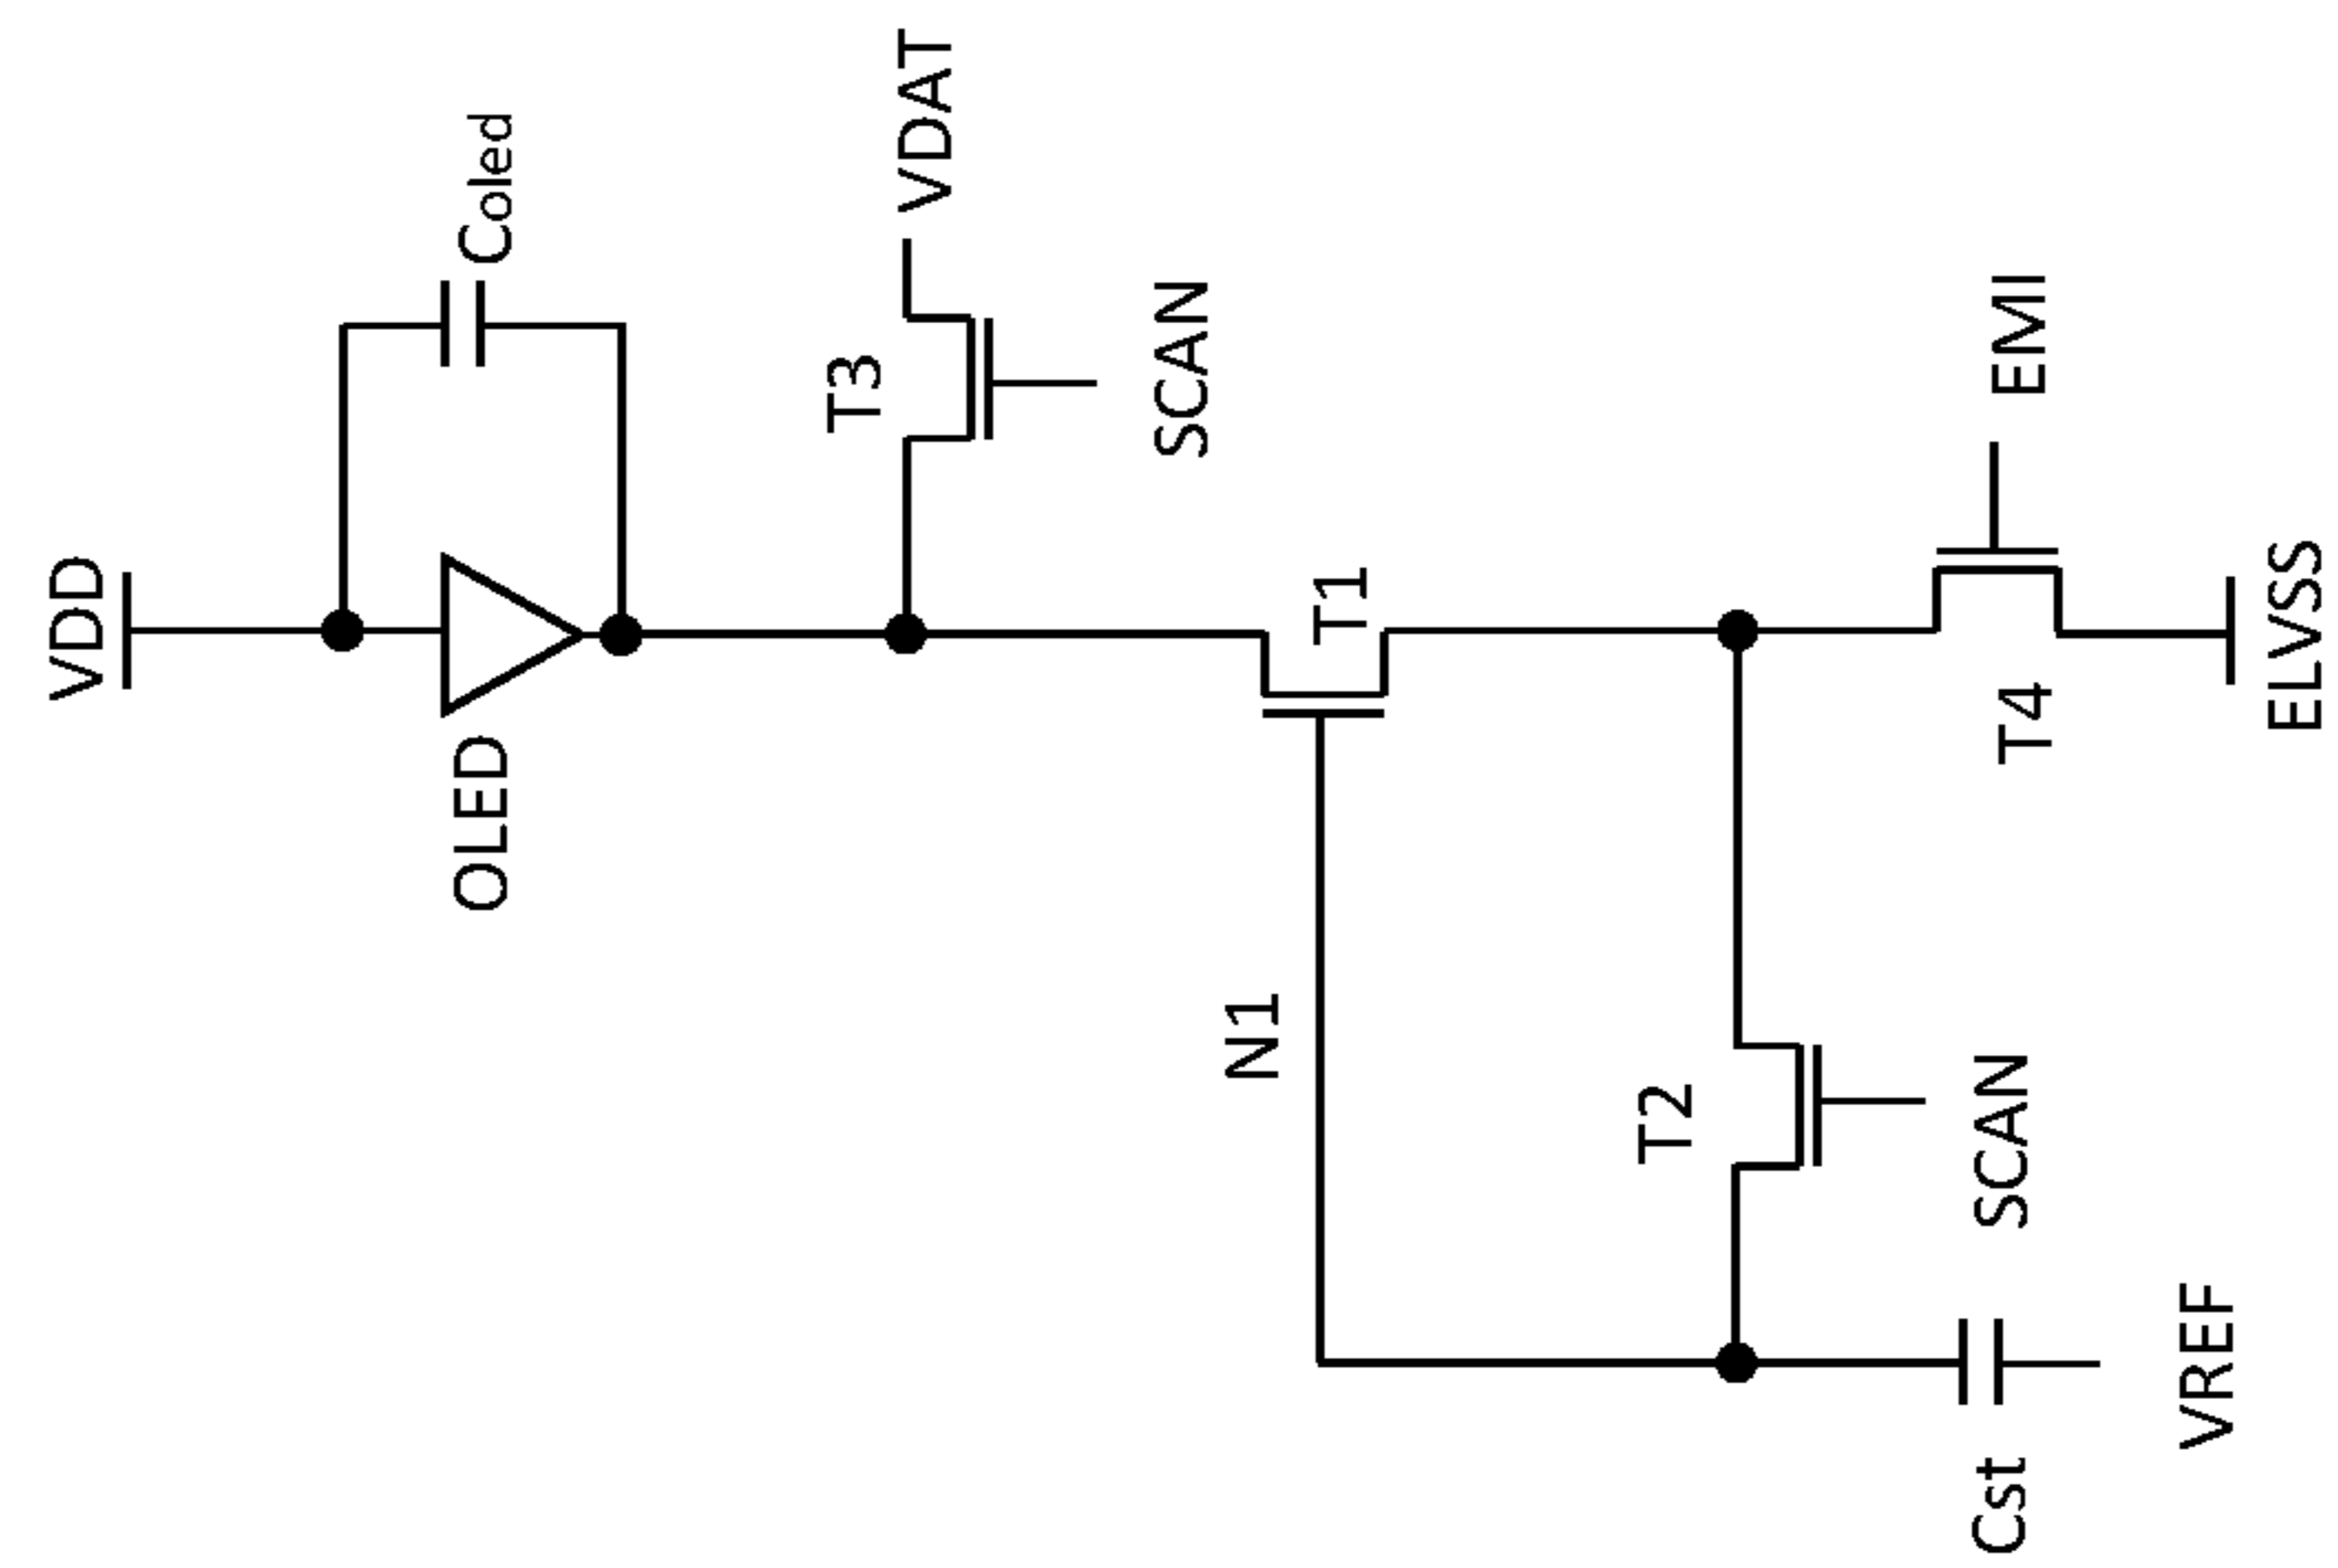 VDD
Coled
OLED
VDAT
T3
SCAN
T1
N1
EMI
T2
T4
SCAN
ELVSS
Cst
VREF